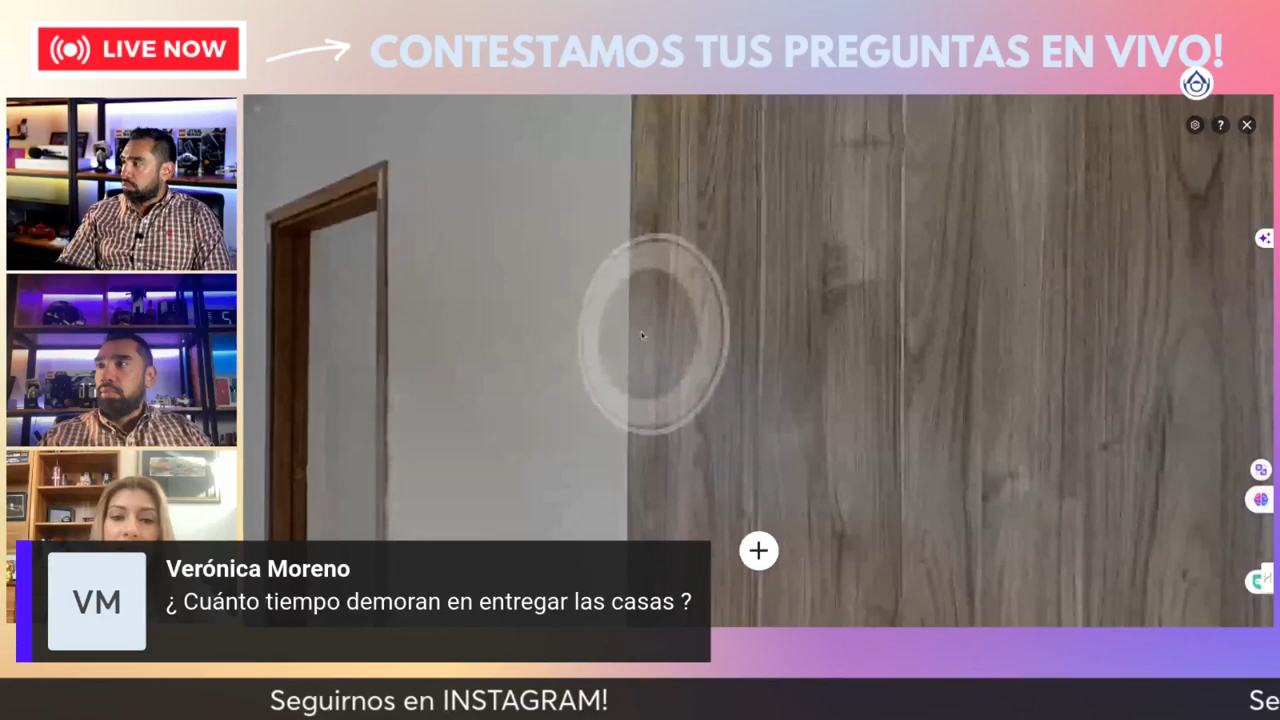 LIVE NOW
CONTESTAMOS TUS PREGUNTAS EN VIVO!
?
VM
Verónica Moreno
¿ Cuánto tiempo demoran en entregar las casas ?
Seguirnos en INSTAGRAM!
Se